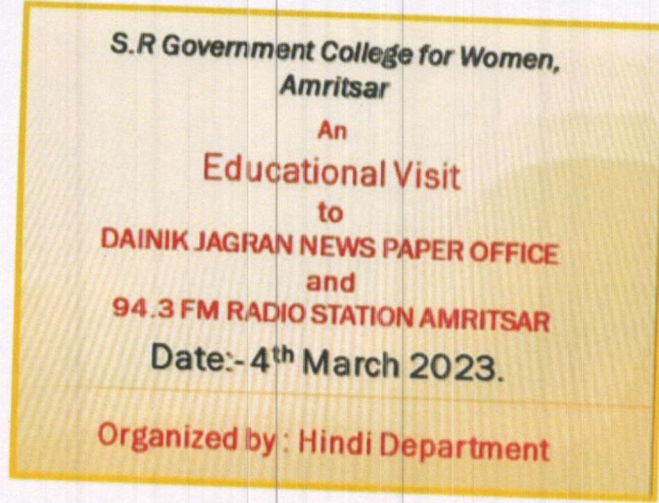 S.R Government College for Women,
Amritsar
An
Educational Visit
to
DAINIK JAGRAN NEWS PAPER OFFICE
and
94.3 FM RADIO STATION AMRITSAR
Date:- 4th March 2023.
Organized by : Hindi Department